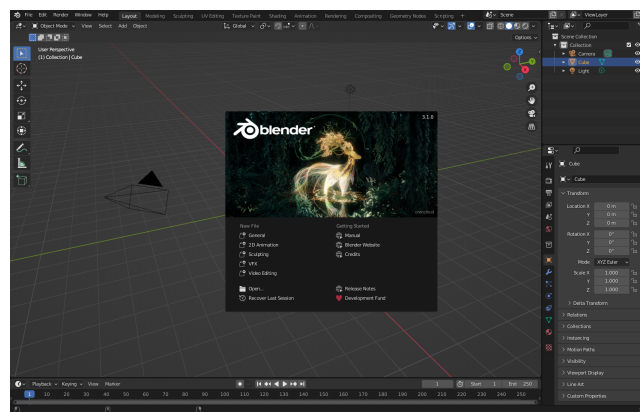 File Edit Render Window Help Layout Modeling Sculpting UV Editing Texture Paint Shading Animation Rendering Compositing Geometry Nodes Scripting + Scene ViewLayer
Object Mode View Select Add Object Global
Options
User Perspective
(1) Collection | Cube
Scene Collection
Collection
Camera
Cube
Light
3.1.0
blender
New File
General
2D Animation
Sculpting
VFX
Video Editing
Open...
Recover Last Session
Getting Started
Manual
Blender Website
Credits
Release Notes
Development Fund
Cube
Cube
Transform
Location X 0 m
Y 0 m
Z 0 m
Rotation X 0°
Y 0°
Z 0°
Mode XYZ Euler
Scale X 1.000
Y 1.000
Z 1.000
Delta Transform
Relations
Collections
Instancing
Motion Paths
Visibility
Viewport Display
Line Art
Custom Properties
Playback Keying View Marker 1 Start 1 End 250
1 10 20 30 40 50 60 70 80 90 100 110 120 130 140 150 160 170 180 190 200 210 220 230 240 250